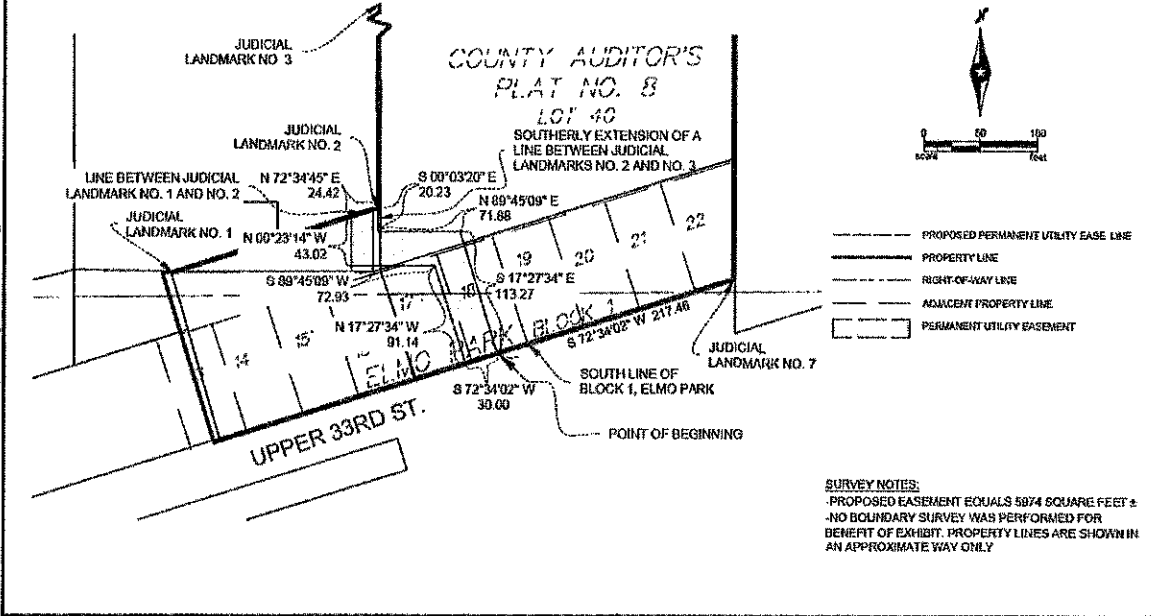 JUDICIAL
LANDMARK NO. 3
COUNTY AUDITOR'S
PLAT NO. 8
LOT 40
N
0 50 100
scale feet
JUDICIAL
LANDMARK NO. 2
SOUTHERLY EXTENSION OF A
LINE BETWEEN JUDICIAL
LANDMARKS NO. 2 AND NO. 3
LINE BETWEEN JUDICIAL
LANDMARK NO. 1 AND NO. 2
N 72°34'45" E
24.42
S 00°03'20" E
20.23
N 89°45'09" E
71.88
JUDICIAL
LANDMARK NO. 1
N 00°23'14" W
43.02
S 89°45'09" W
72.93
S 17°27'34" E
113.27
N 17°27'34" W
91.14
14
15
17
18
19
20
21
22
ELMO PARK BLOCK 1
S 72°34'02" W 217.46
JUDICIAL
LANDMARK NO. 7
S 72°34'02" W
30.00
SOUTH LINE OF
BLOCK 1, ELMO PARK
POINT OF BEGINNING
UPPER 33RD ST.
PROPOSED PERMANENT UTILITY EASE LINE
PROPERTY LINE
RIGHT-OF-WAY LINE
ADJACENT PROPERTY LINE
PERMANENT UTILITY EASEMENT
SURVEY NOTES:
-PROPOSED EASEMENT EQUALS 5974 SQUARE FEET ±
-NO BOUNDARY SURVEY WAS PERFORMED FOR
BENEFIT OF EXHIBIT. PROPERTY LINES ARE SHOWN IN
AN APPROXIMATE WAY ONLY